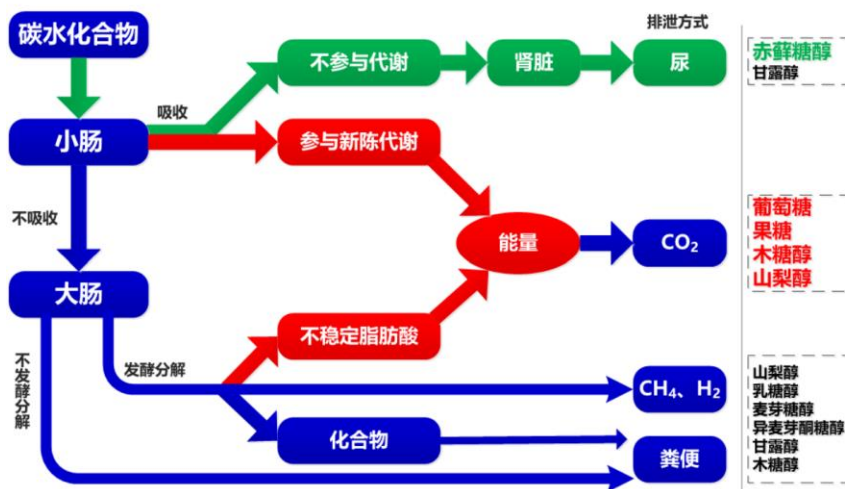 排泄方式
碳水化合物
不参与代谢
肾脏
尿
赤藓糖醇
甘露醇
吸收
小肠
参与新陈代谢
不吸收
能量
CO₂
葡萄糖
果糖
木糖醇
山梨醇
大肠
不稳定脂肪酸
不发酵分解
发酵分解
CH₄、H₂
化合物
粪便
山梨醇
乳糖醇
麦芽糖醇
异麦芽酮糖醇
甘露醇
木糖醇